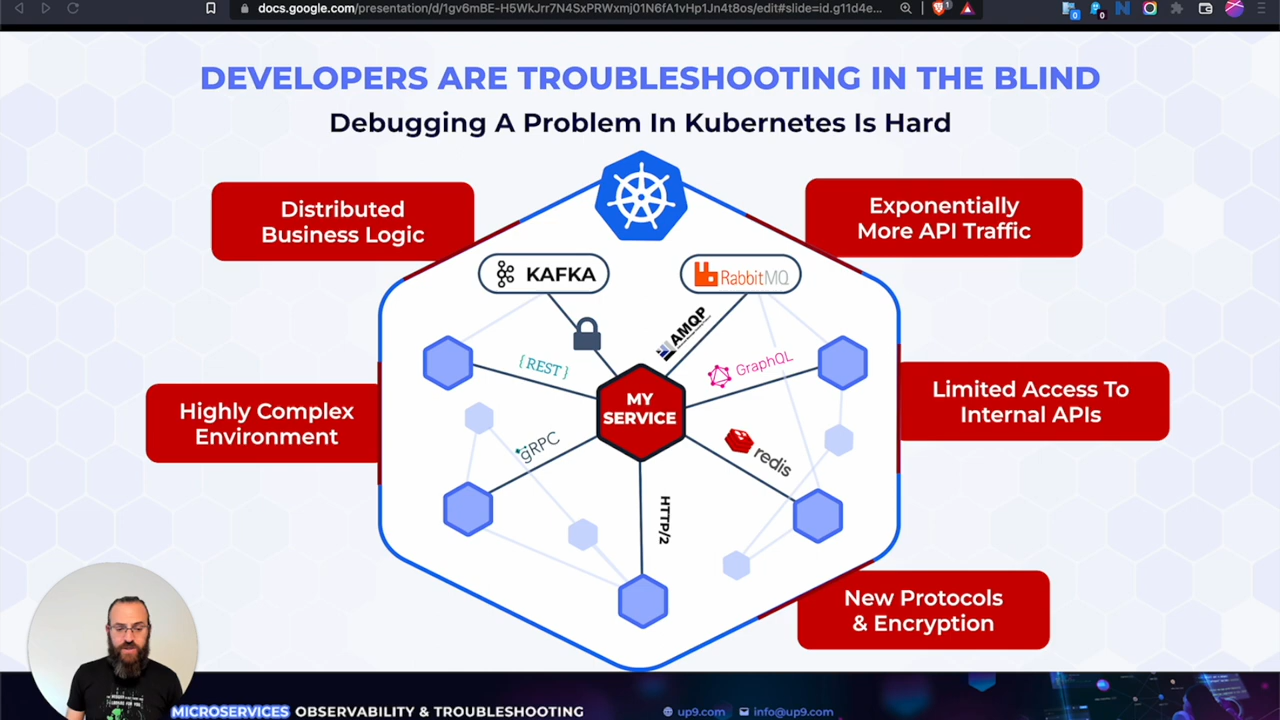 docs.google.com/presentation/d/1gv6mBE-H5WkJrr7N4SxPRWxmj01N6fA1vHp1Jn4t8os/edit#slide=id.g11d4e...
DEVELOPERS ARE TROUBLESHOOTING IN THE BLIND
Debugging A Problem In Kubernetes Is Hard
Distributed
Business Logic
Exponentially
More API Traffic
KAFKA
RabbitMQ
AMQP
{ REST }
GraphQL
MY
SERVICE
Highly Complex
Environment
Limited Access To
Internal APIs
gRPC
redis
HTTP/2
New Protocols
& Encryption
MICROSERVICES OBSERVABILITY & TROUBLESHOOTING
up9.com
info@up9.com